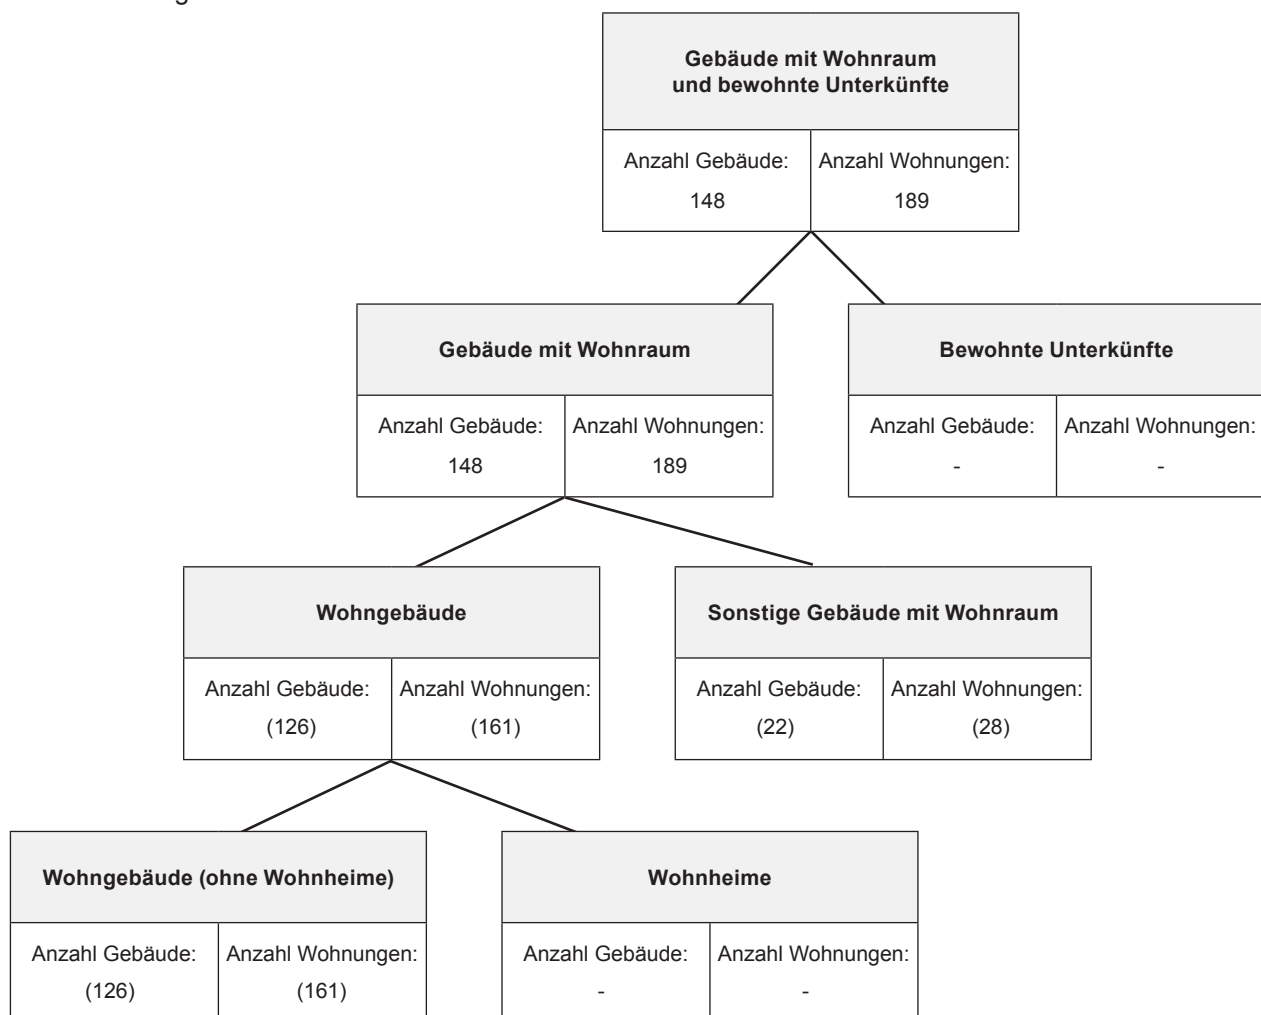 Gebäude mit Wohnraum
und bewohnte Unterkünfte
Anzahl Gebäude: Anzahl Wohnungen:
148 189
Gebäude mit Wohnraum
Bewohnte Unterkünfte
Anzahl Gebäude: Anzahl Wohnungen:
148 189
Anzahl Gebäude: Anzahl Wohnungen:
- -
Wohngebäude
Sonstige Gebäude mit Wohnraum
Anzahl Gebäude: Anzahl Wohnungen:
(126) (161)
Anzahl Gebäude: Anzahl Wohnungen:
(22) (28)
Wohngebäude (ohne Wohnheime)
Wohnheime
Anzahl Gebäude: Anzahl Wohnungen:
(126) (161)
Anzahl Gebäude: Anzahl Wohnungen:
- -